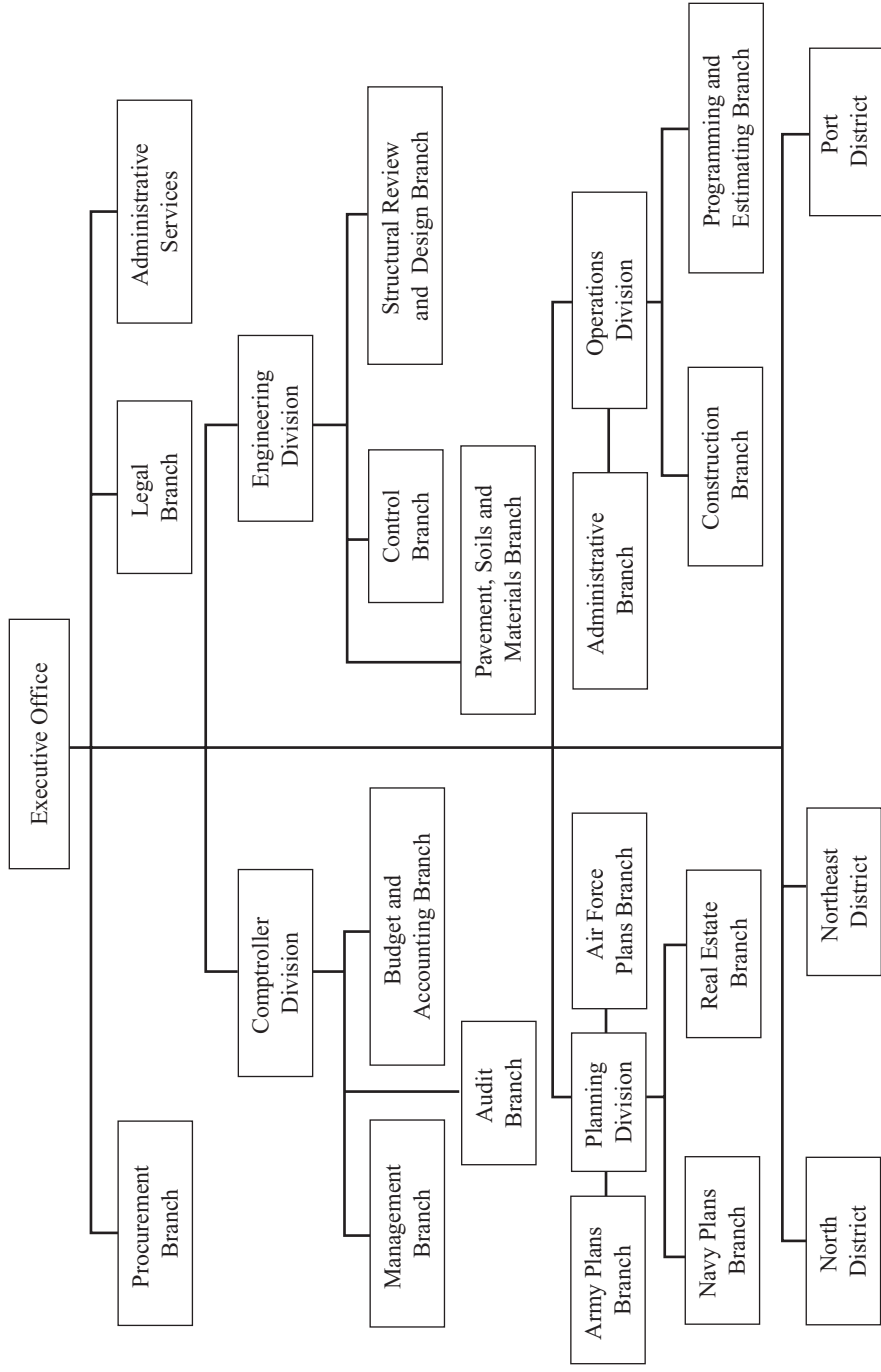 Executive Office
Procurement
Branch
Legal
Branch
Administrative
Services
Comptroller
Division
Engineering
Division
Management
Branch
Budget and
Accounting Branch
Control
Branch
Structural Review
and Design Branch
Audit
Branch
Pavement, Soils and
Materials Branch
Army Plans
Branch
Planning
Division
Air Force
Plans Branch
Administrative
Branch
Operations
Division
Navy Plans
Branch
Real Estate
Branch
Construction
Branch
Programming and
Estimating Branch
North
District
Northeast
District
Port
District